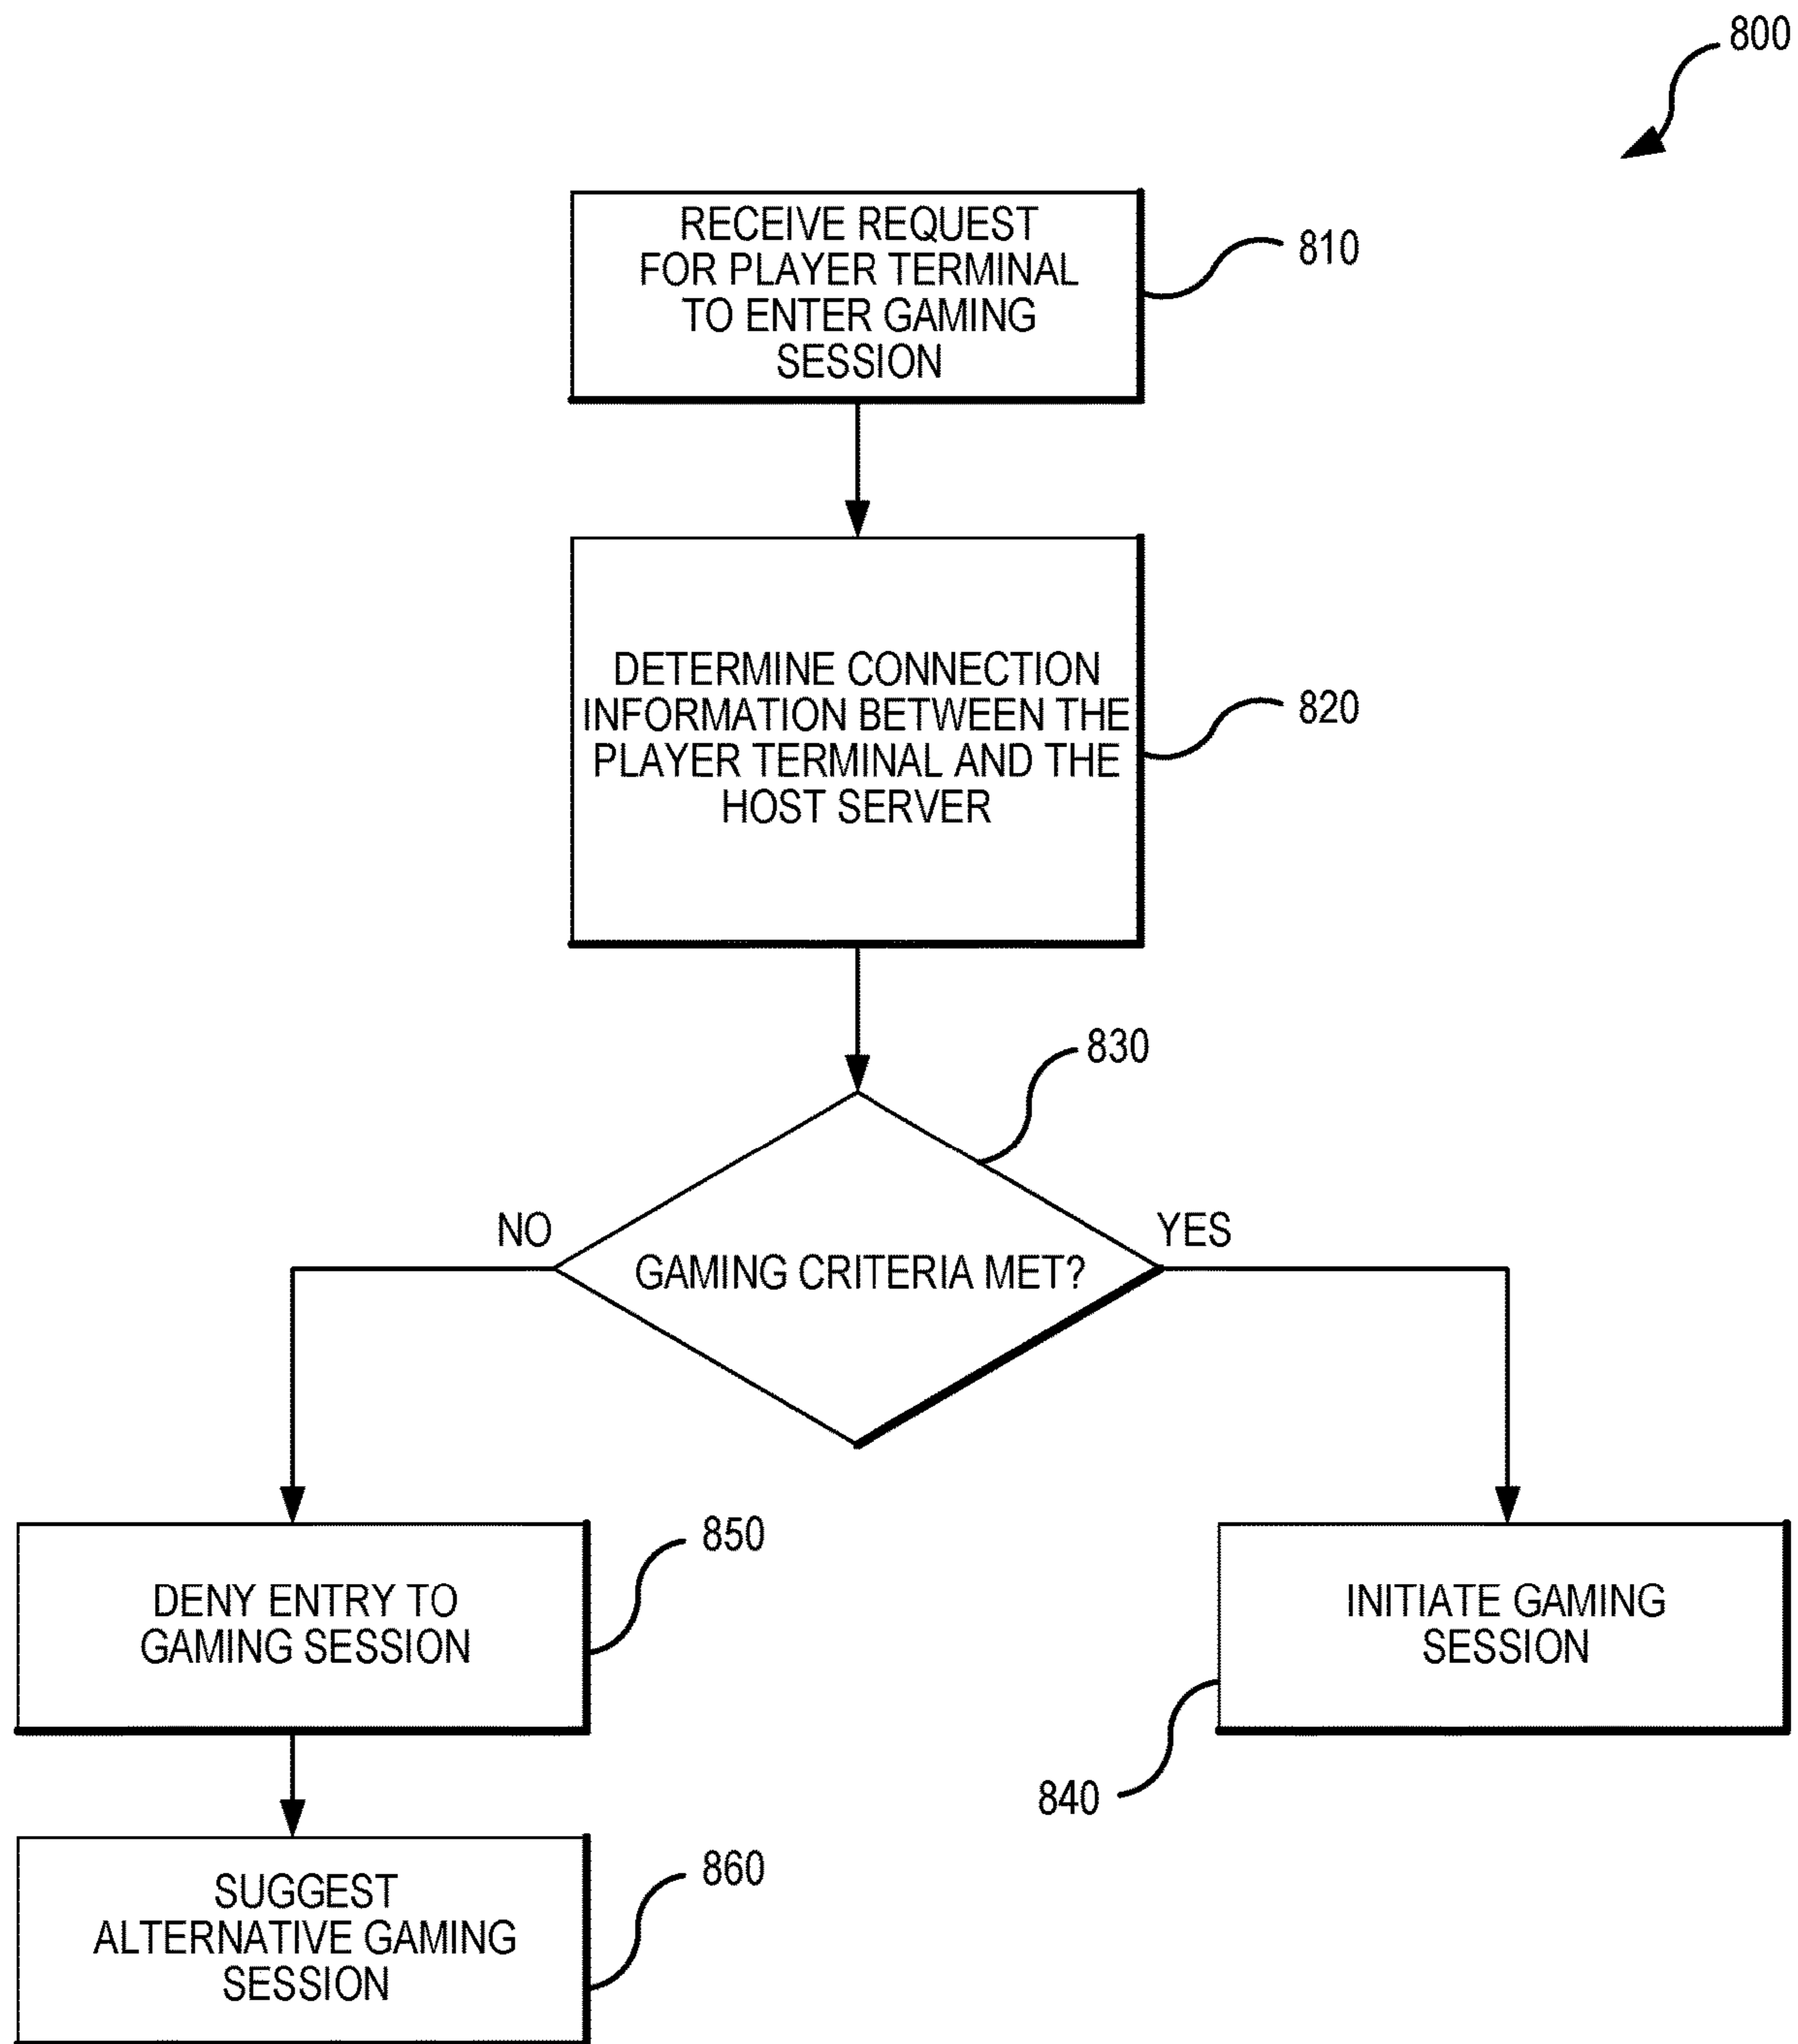 800
RECEIVE REQUEST
FOR PLAYER TERMINAL
TO ENTER GAMING
SESSION
810
DETERMINE CONNECTION
INFORMATION BETWEEN THE
PLAYER TERMINAL AND THE
HOST SERVER
820
830
NO
YES
GAMING CRITERIA MET?
DENY ENTRY TO
GAMING SESSION
850
INITIATE GAMING
SESSION
840
SUGGEST
ALTERNATIVE GAMING
SESSION
860